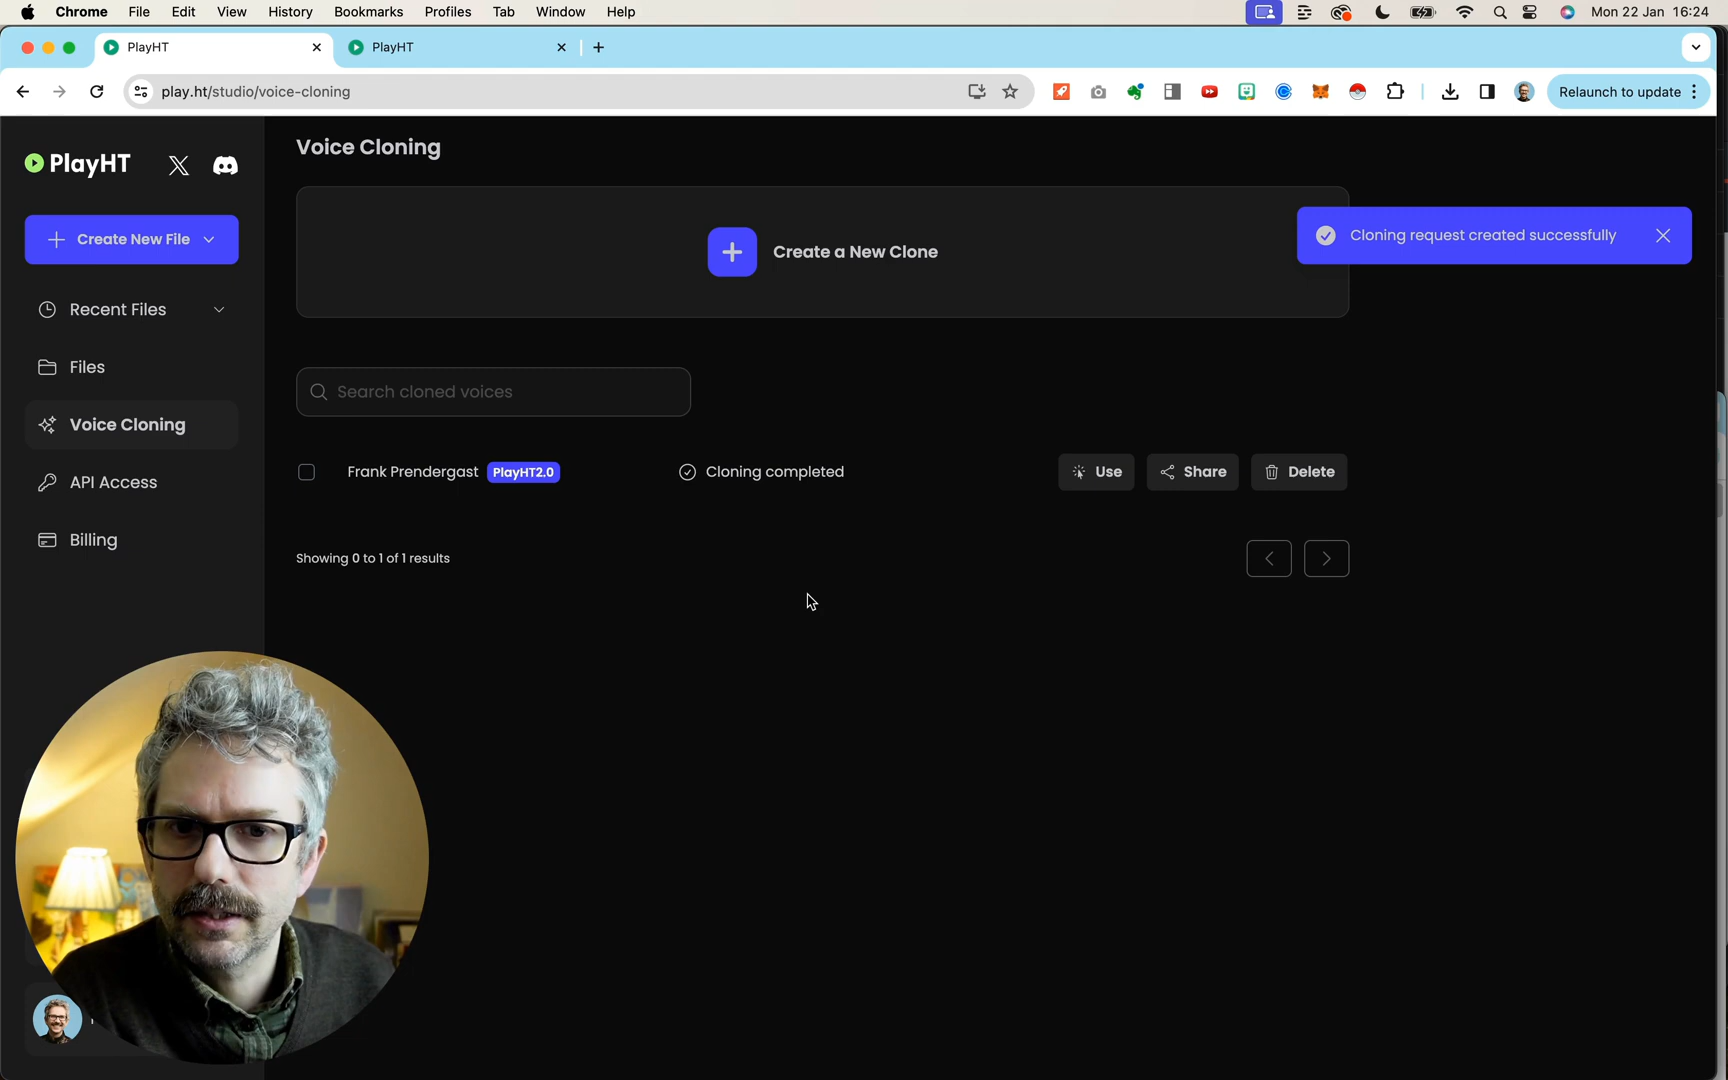 Chrome File Edit View History Bookmarks Profiles Tab Window Help Mon 22 Jan 16:24
PlayHT PlayHT
play.ht/studio/voice-cloning Relaunch to update
PlayHT
Create New File
Recent Files
Files
Voice Cloning
API Access
Billing
Voice Cloning
Create a New Clone
Cloning request created successfully
Search cloned voices
Frank Prendergast PlayHT2.0 Cloning completed Use Share Delete
Showing 0 to 1 of 1 results